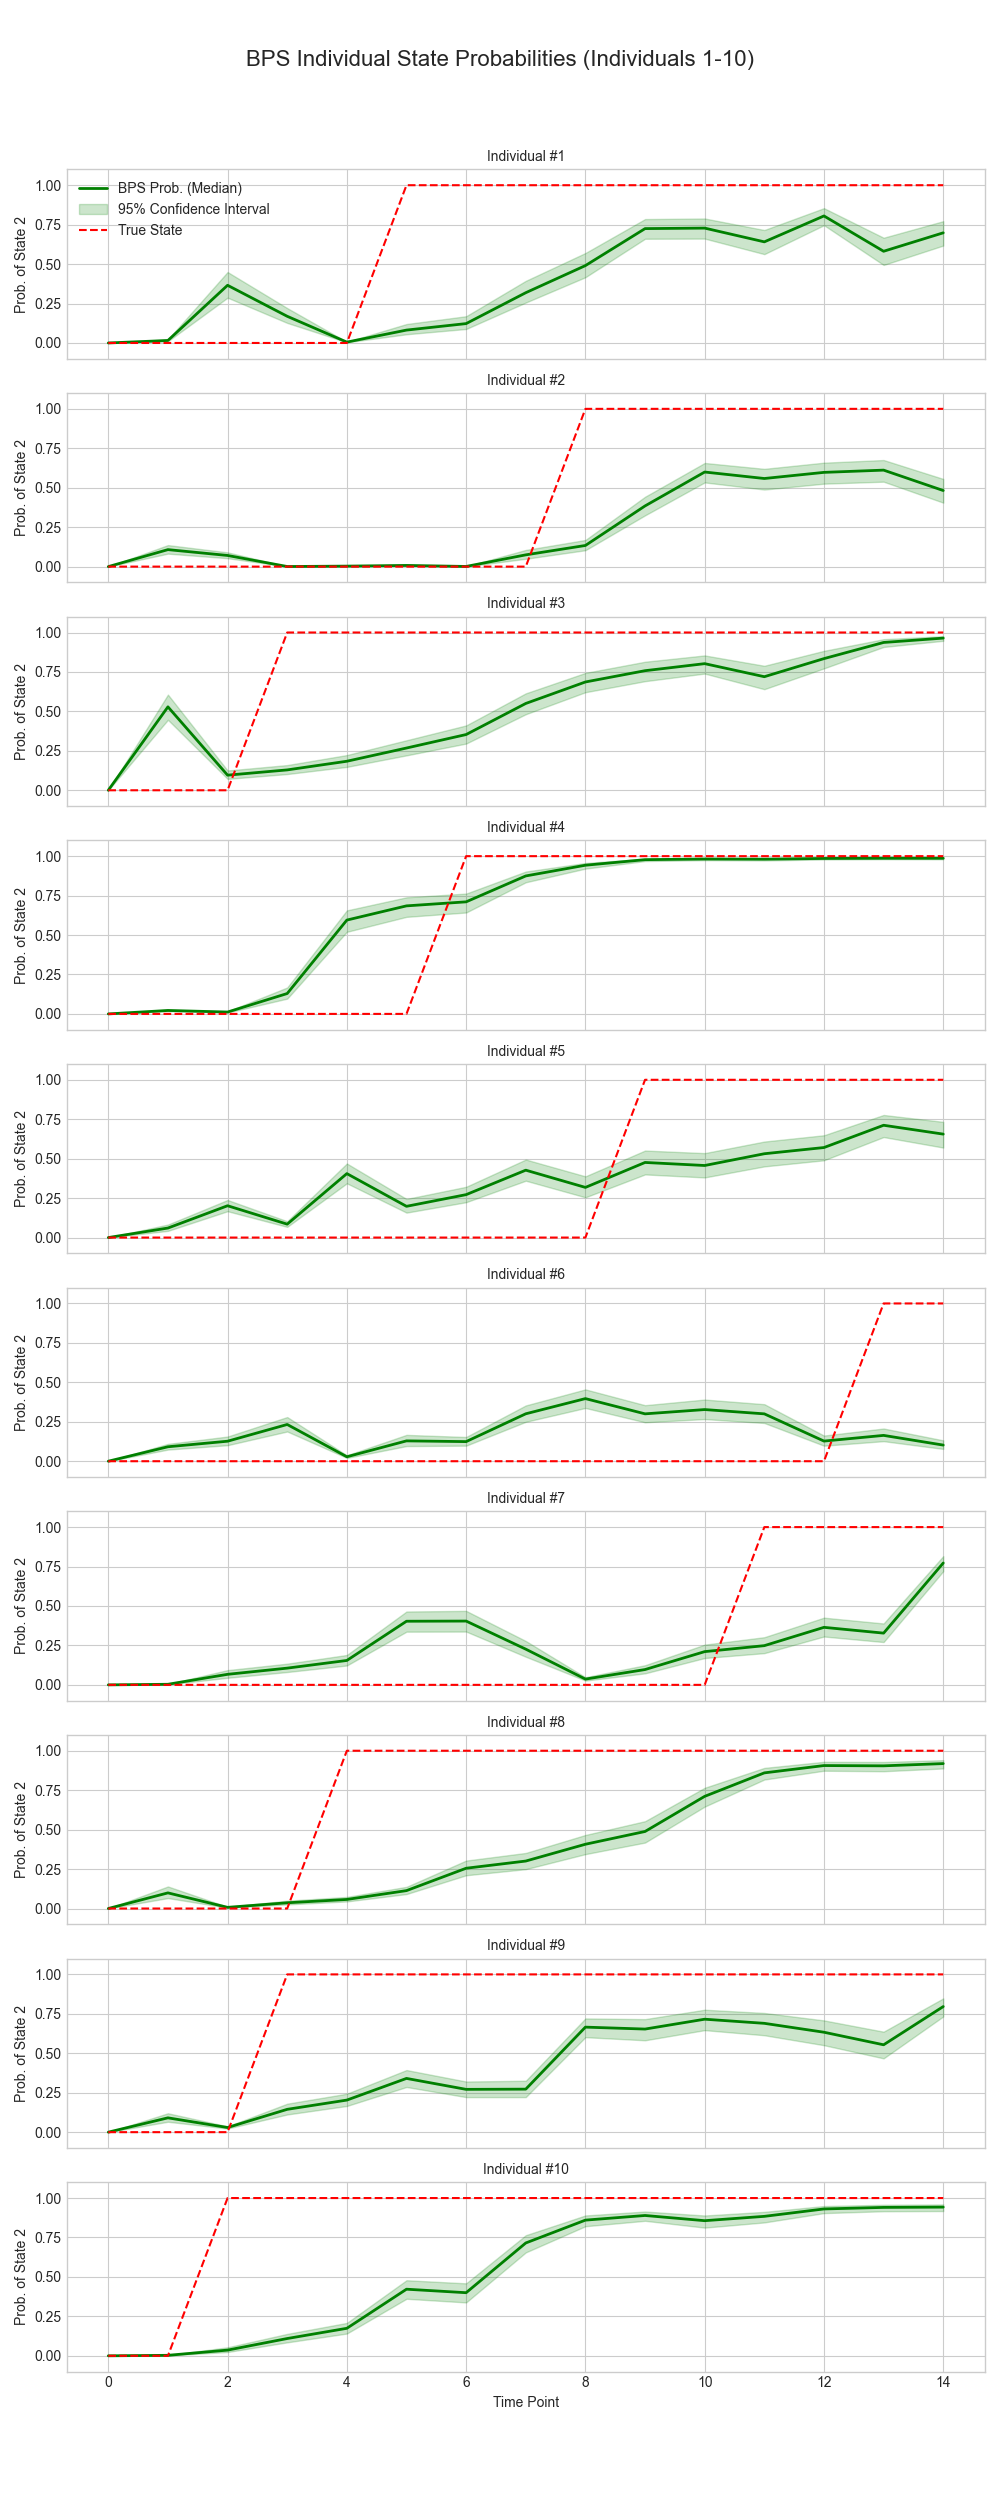 BPS Individual State Probabilities (Individuals 1-10)
Individual #1
BPS Prob. (Median)
95% Confidence Interval
True State
Prob. of State 2
1.00
0.75
0.50
0.25
0.00
Individual #2
Prob. of State 2
1.00
0.75
0.50
0.25
0.00
Individual #3
Prob. of State 2
1.00
0.75
0.50
0.25
0.00
Individual #4
Prob. of State 2
1.00
0.75
0.50
0.25
0.00
Individual #5
Prob. of State 2
1.00
0.75
0.50
0.25
0.00
Individual #6
Prob. of State 2
1.00
0.75
0.50
0.25
0.00
Individual #7
Prob. of State 2
1.00
0.75
0.50
0.25
0.00
Individual #8
Prob. of State 2
1.00
0.75
0.50
0.25
0.00
Individual #9
Prob. of State 2
1.00
0.75
0.50
0.25
0.00
Individual #10
Prob. of State 2
1.00
0.75
0.50
0.25
0.00
0 2 4 6 8 10 12 14
Time Point